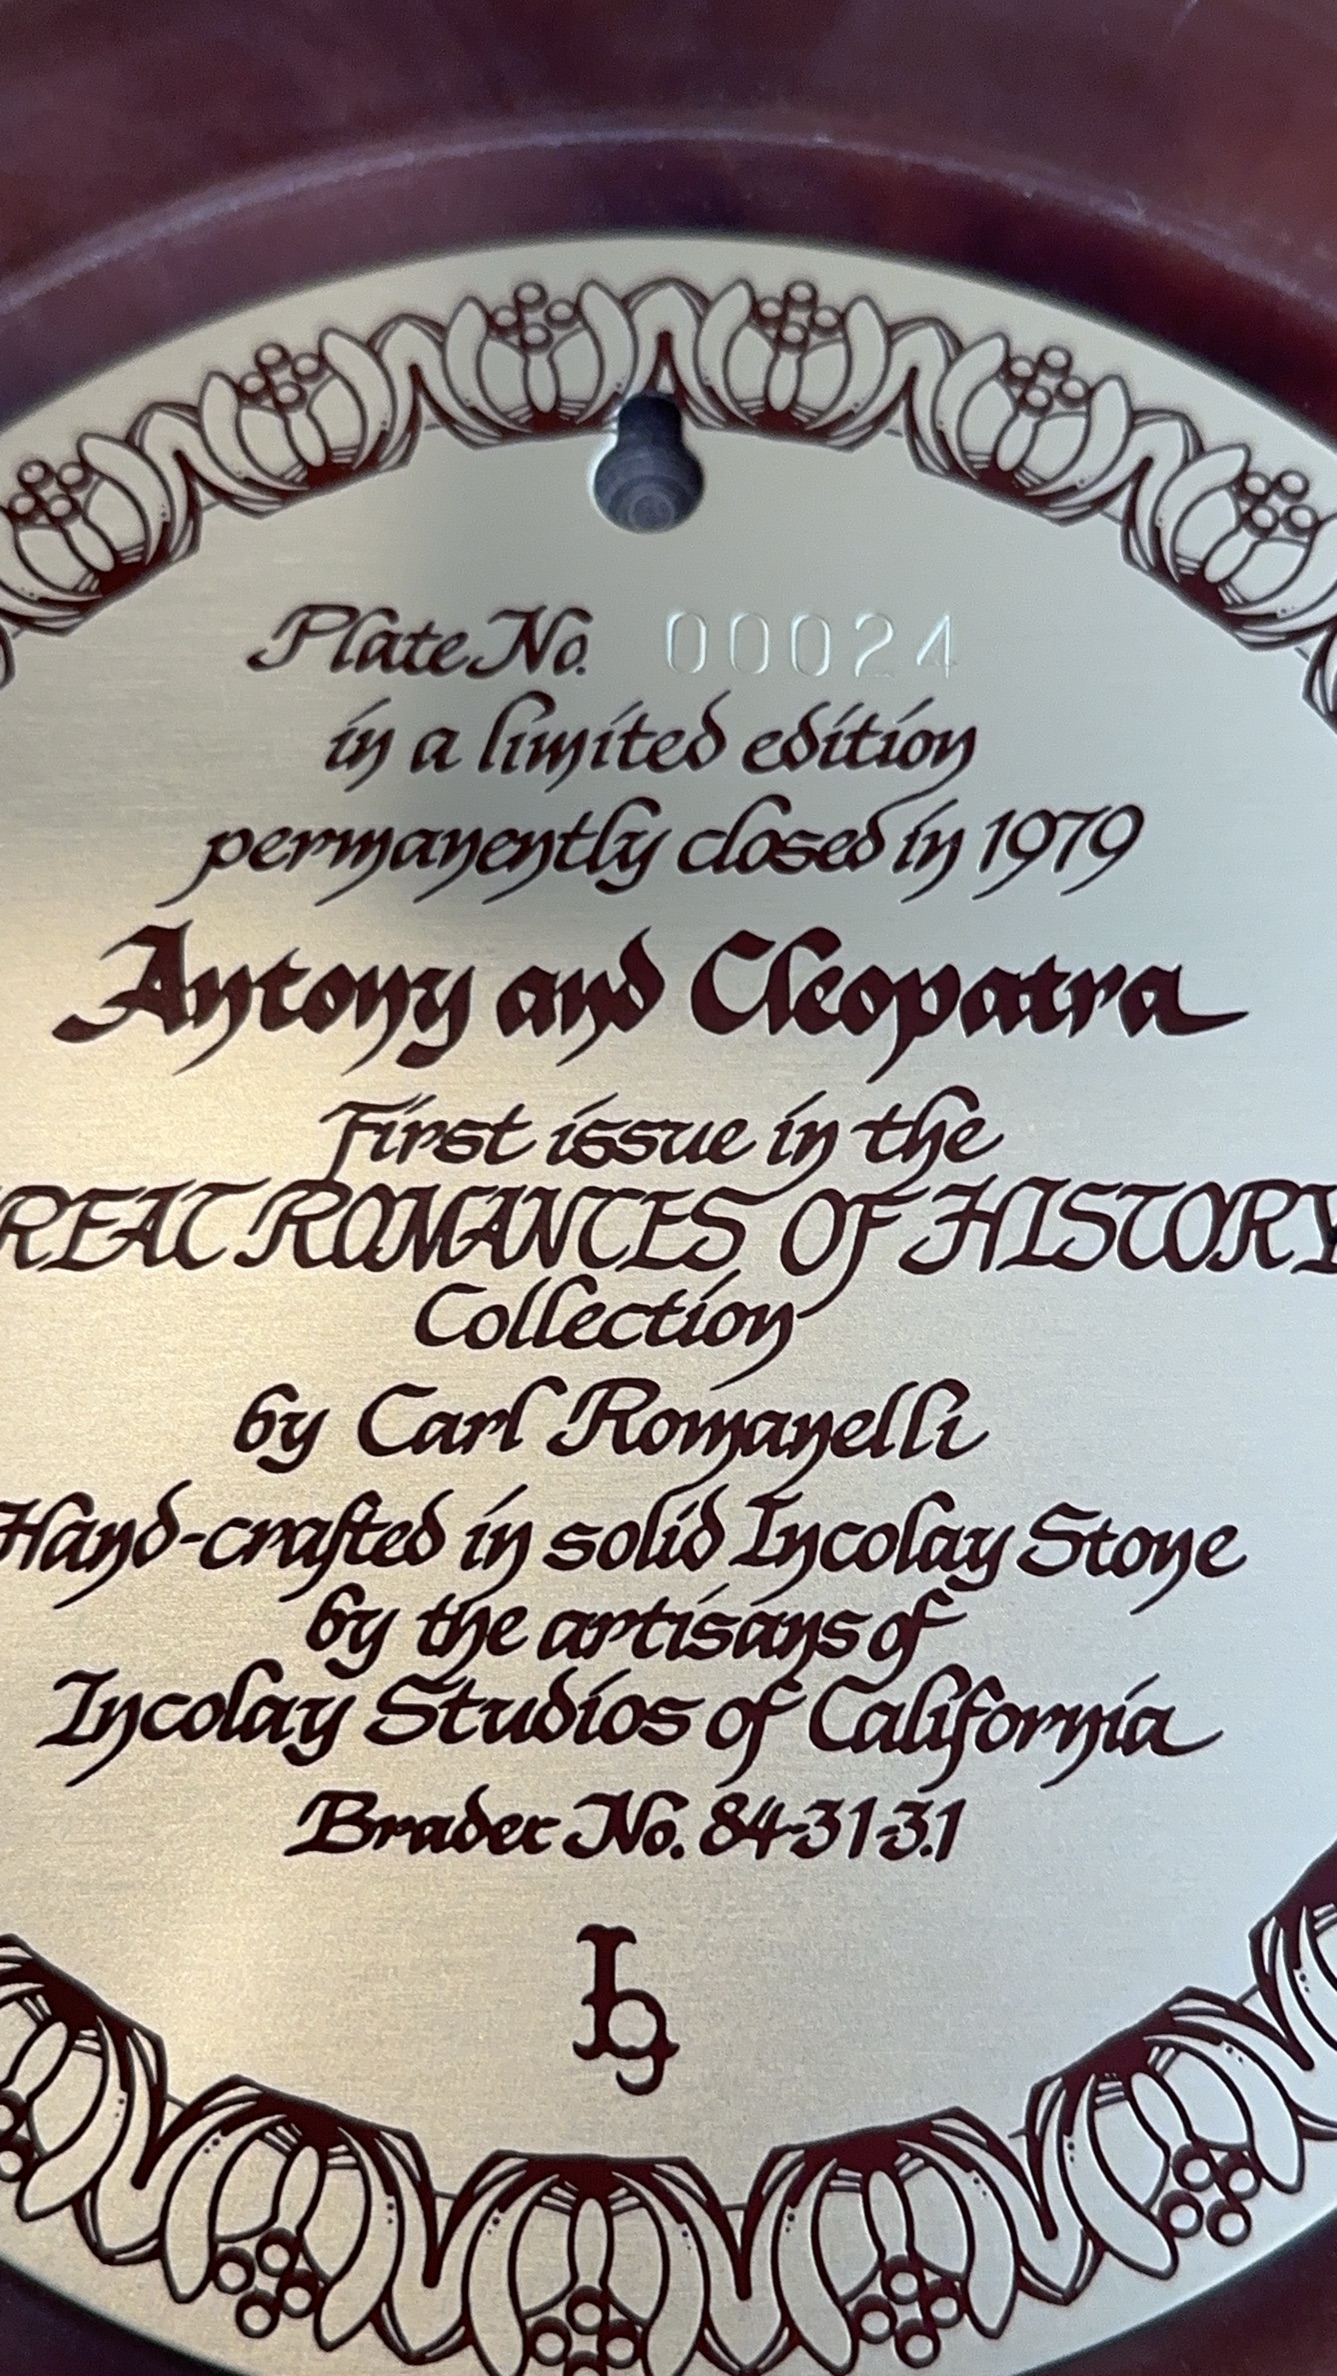 Plate No. 00024
in a limited edition
permanently closed in 1979
Antony and Cleopatra
First issue in the
REAT ROMANCES OF HISTORY
Collection
by Carl Romanelli
Hand-crafted in solid Incolay Stone
by the artisans of
Incolay Studios of California
Bradex No. 84-31-3.1